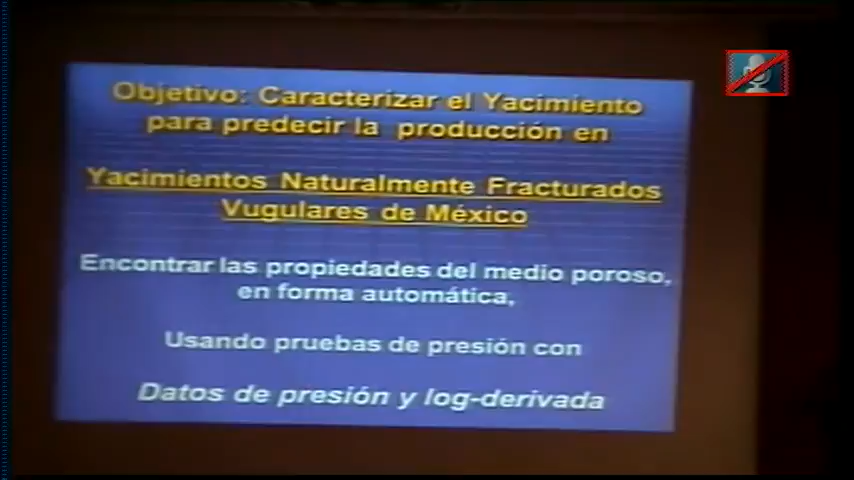 Objetivo: Caracterizar el Yacimiento
para predecir la producción en
Yacimientos Naturalmente Fracturados
Vugulares de México
Encontrar las propiedades del medio poroso,
en forma automática,
Usando pruebas de presión con
Datos de presión y log-derivada